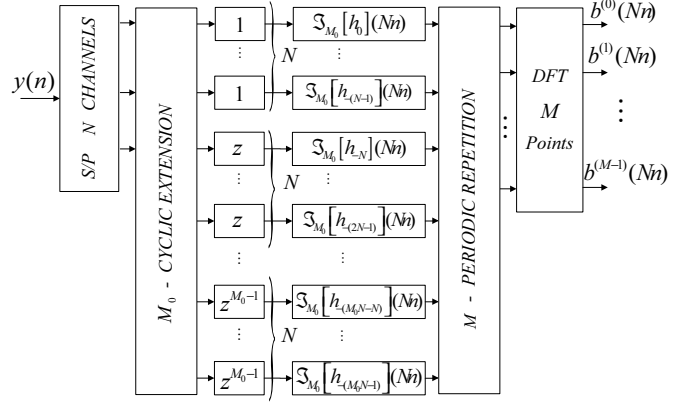 y(n)
S/P N CHANNELS
M₀ - CYCLIC EXTENSION
1
⋮
1
N
z
⋮
z
N
⋮
z^{M₀-1}
⋮
z^{M₀-1}
N
ℑ_{M₀}[h_0](Nn)
⋮
ℑ_{M₀}[h_{-(N-1)}](Nn)
ℑ_{M₀}[h_{-N}](Nn)
⋮
ℑ_{M₀}[h_{-(2N-1)}](Nn)
⋮
ℑ_{M₀}[h_{-(M₀N-N)}](Nn)
⋮
ℑ_{M₀}[h_{-(M₀N-1)}](Nn)
M - PERIODIC REPETITION
⋮
DFT
M
Points
b^{(0)}(Nn)
b^{(1)}(Nn)
⋮
b^{(M-1)}(Nn)